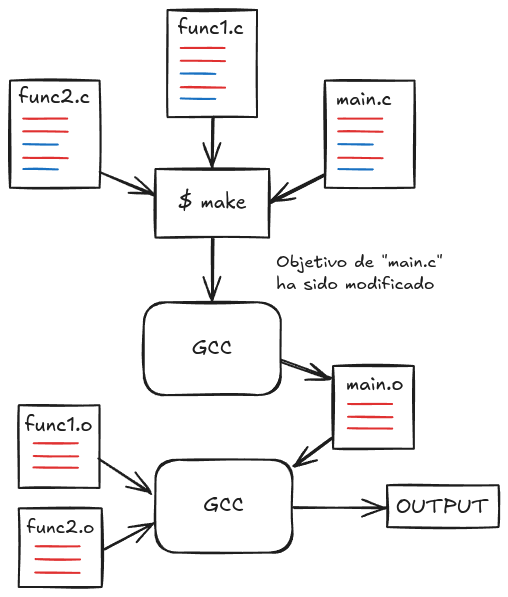 func1.c
func2.c
main.c
$ make
Objetivo de "main.c"
ha sido modificado
GCC
main.o
func1.o
GCC
OUTPUT
func2.o